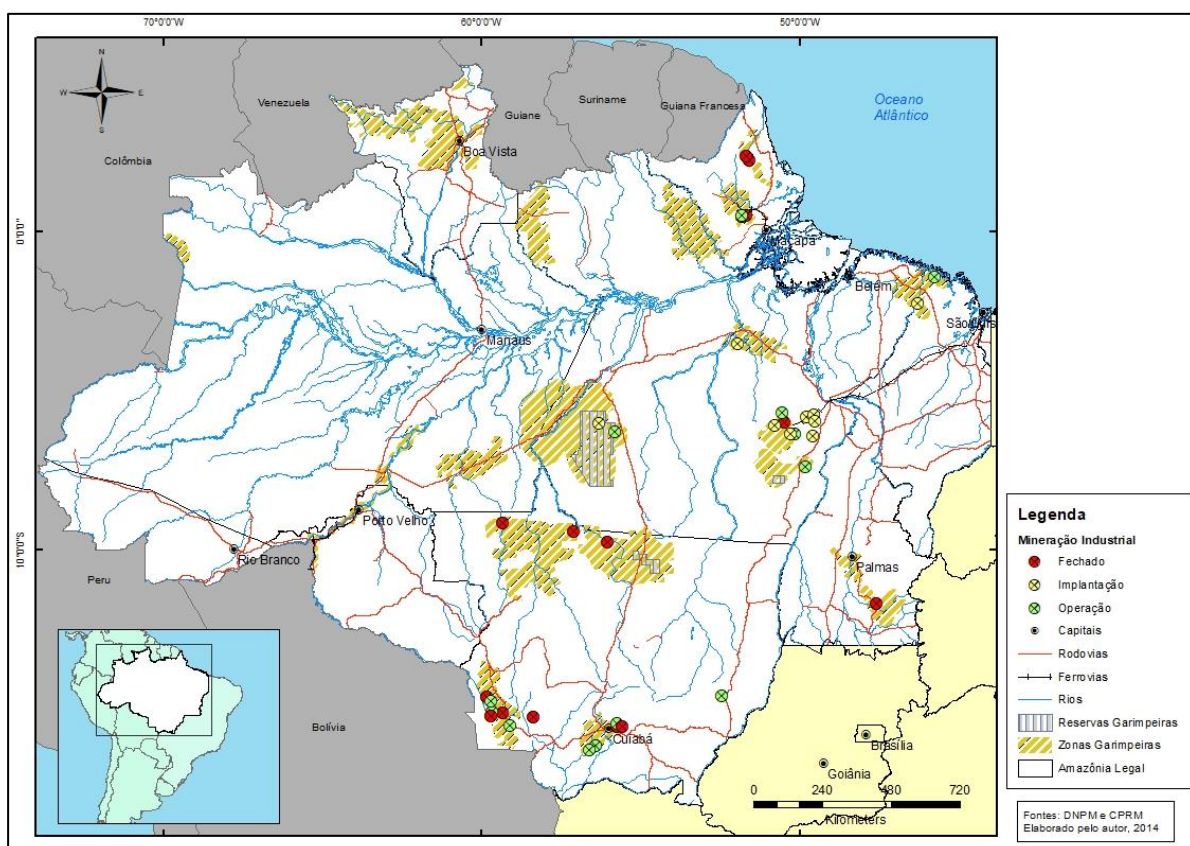 70°0'0"W
60°0'0"W
50°0'0"W
N
W
E
S
Venezuela
Suriname
Guiana Francesa
Guiane
Oceano
Atlântico
Colômbia
Boa Vista
0°0'0"
Macapá
Belém
São Luís
Manaus
Porto Velho
10°0'0"S
Rio Branco
Palmas
Peru
Bolívia
Cuiabá
Brasília
Goiânia
0
240
480
720
Kilometers
Legenda
Mineração Industrial
Fechado
Implantação
Operação
Capitais
Rodovias
Ferrovias
Rios
Reservas Garimpeiras
Zonas Garimpeiras
Amazônia Legal
Fontes: DNPM e CPRM
Elaborado pelo autor, 2014